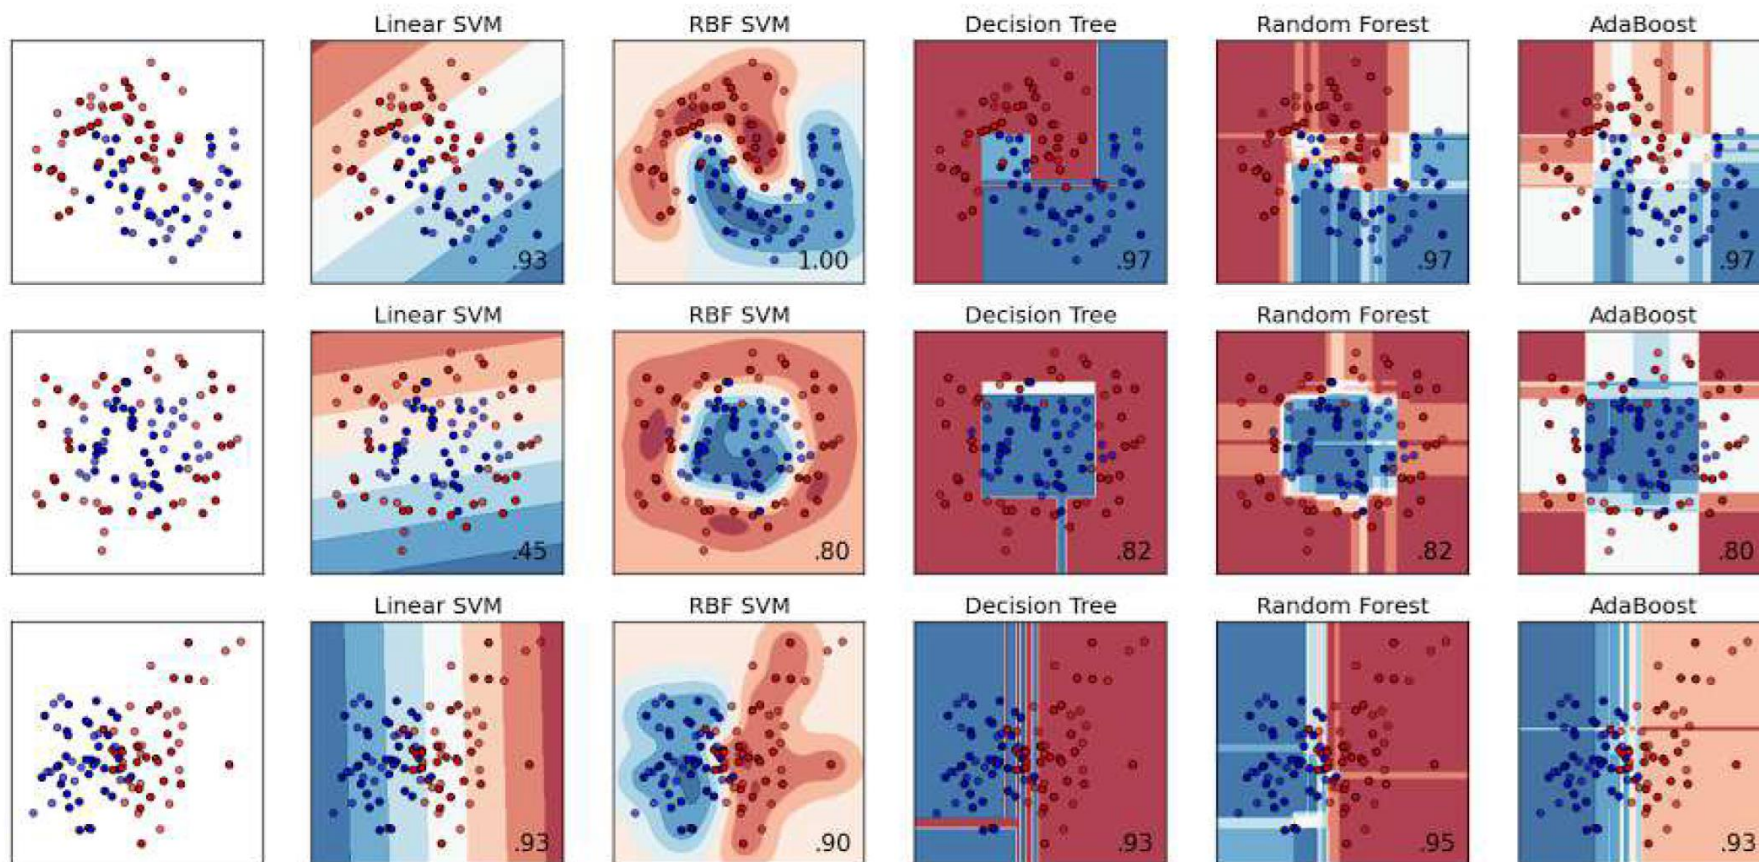 Linear SVM RBF SVM Decision Tree Random Forest AdaBoost
.93 1.00 .97 .97 .97
Linear SVM RBF SVM Decision Tree Random Forest AdaBoost
.45 .80 .82 .82 .80
Linear SVM RBF SVM Decision Tree Random Forest AdaBoost
.93 .90 .93 .95 .93